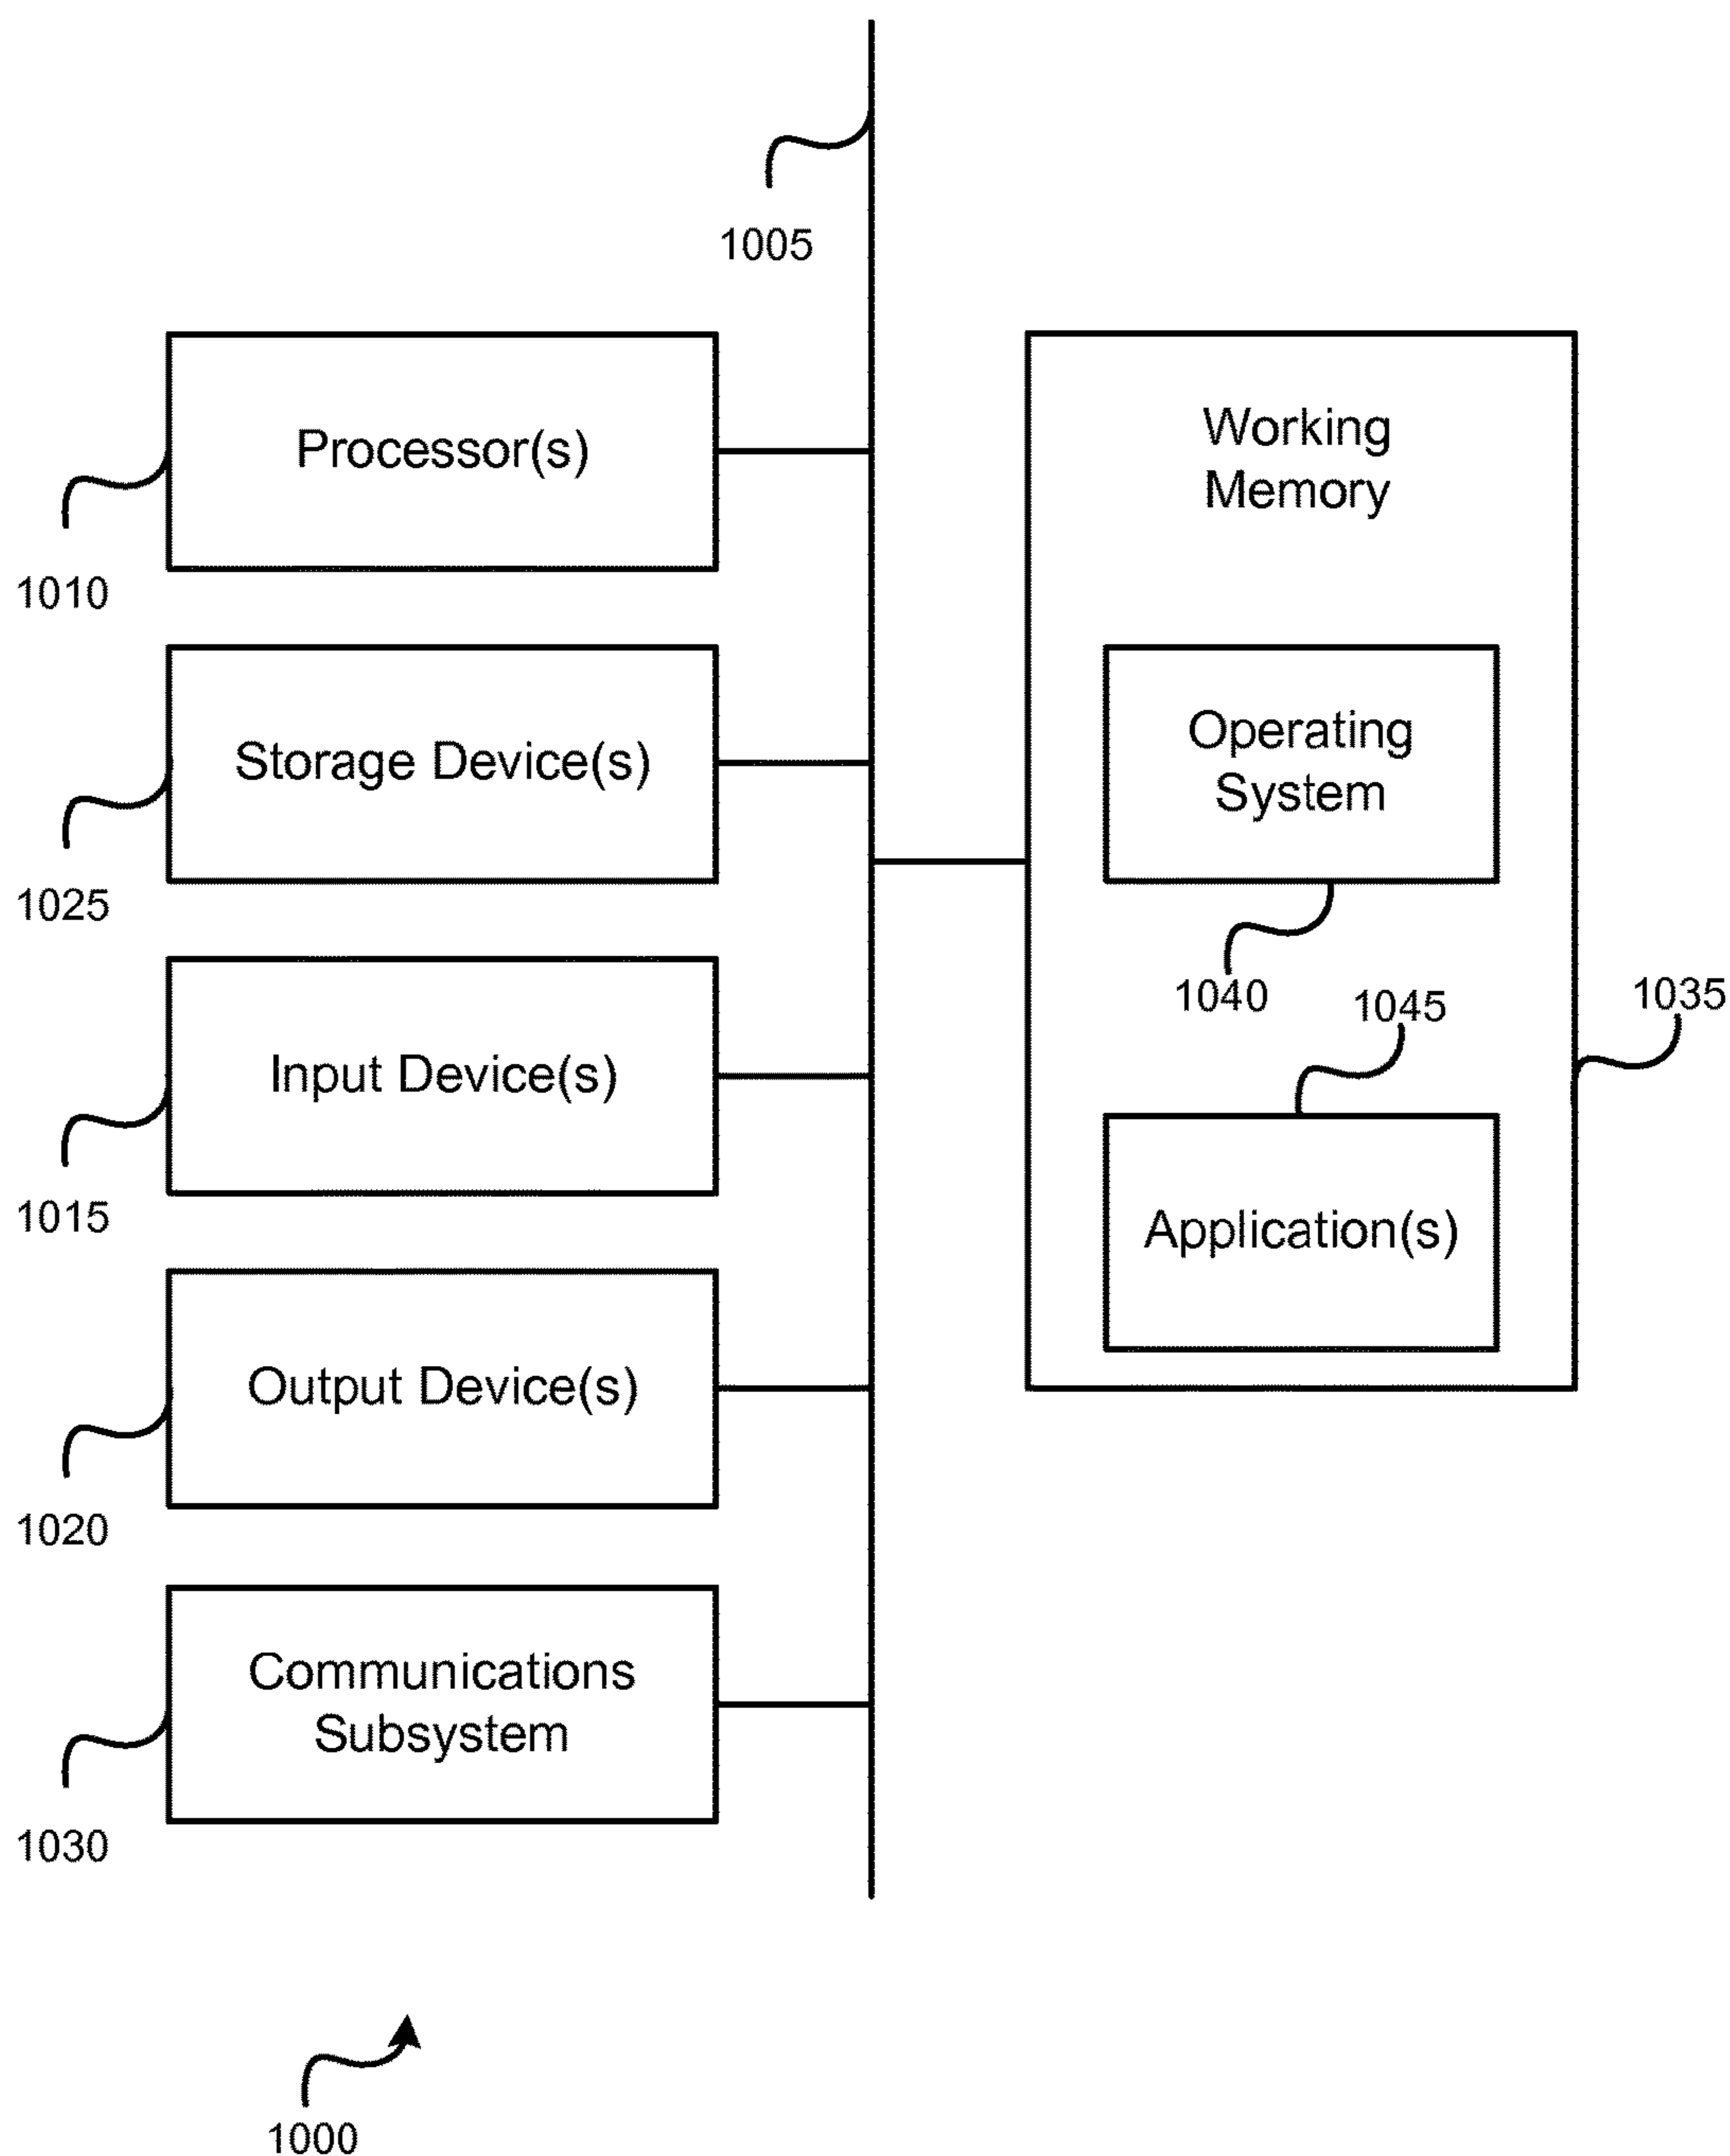 1005
Processor(s)
1010
Storage Device(s)
1025
Input Device(s)
1015
Output Device(s)
1020
Communications
Subsystem
1030
Working
Memory
Operating
System
1040
1045
1035
Application(s)
1000